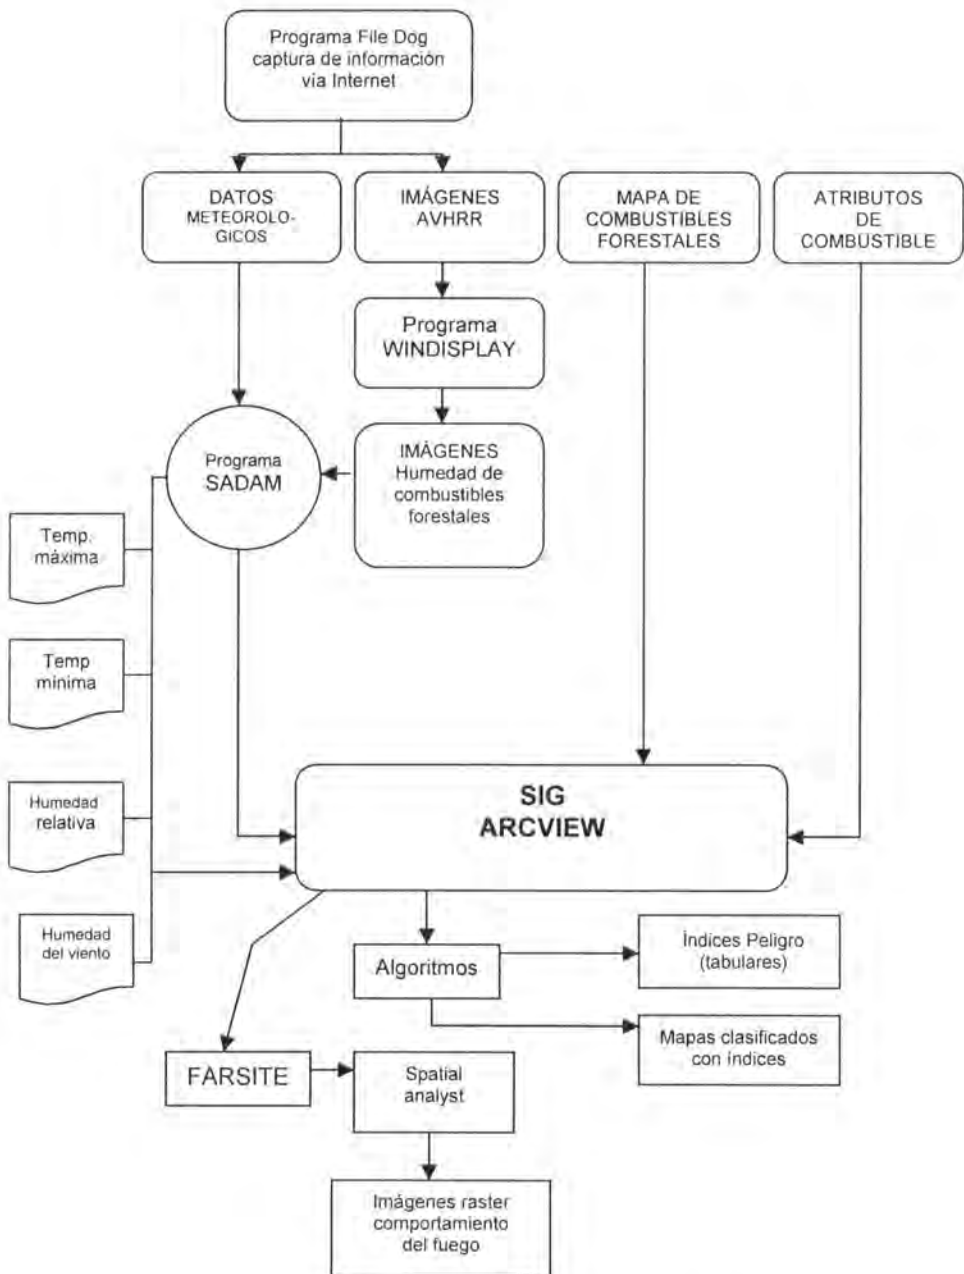 Programa File Dog
captura de información
vía Internet
DATOS
METEOROLO-
GICOS
IMÁGENES
AVHRR
MAPA DE
COMBUSTIBLES
FORESTALES
ATRIBUTOS
DE
COMBUSTIBLE
Programa
WINDISPLAY
Programa
SADAM
IMÁGENES
Humedad de
combustibles
forestales
Temp.
máxima
Temp
mínima
Humedad
relativa
Humedad
del viento
SIG
ARCVIEW
Algoritmos
Índices Peligro
(tabulares)
Mapas clasificados
con índices
FARSITE
Spatial
analyst
Imágenes raster
comportamiento
del fuego